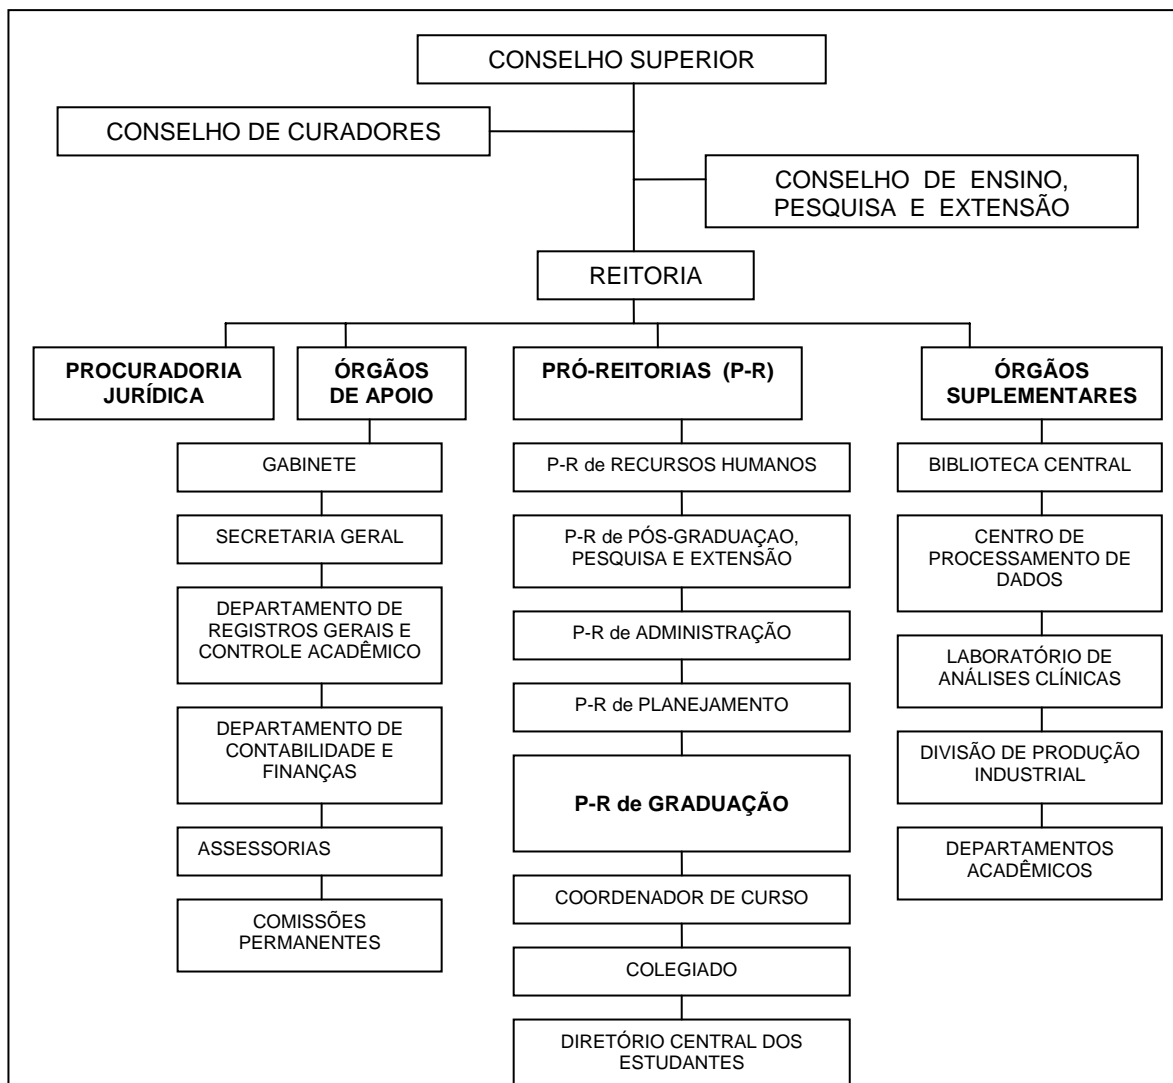 CONSELHO SUPERIOR
CONSELHO DE CURADORES
CONSELHO DE ENSINO,
PESQUISA E EXTENSÃO
REITORIA
PROCURADORIA
JURÍDICA
ÓRGÃOS
DE APOIO
PRÓ-REITORIAS (P-R)
ÓRGÃOS
SUPLEMENTARES
GABINETE
SECRETARIA GERAL
DEPARTAMENTO DE
REGISTROS GERAIS E
CONTROLE ACADÊMICO
DEPARTAMENTO DE
CONTABILIDADE E
FINANÇAS
ASSESSORIAS
COMISSÕES
PERMANENTES
P-R de RECURSOS HUMANOS
P-R de PÓS-GRADUAÇAO,
PESQUISA E EXTENSÃO
P-R de ADMINISTRAÇÃO
P-R de PLANEJAMENTO
P-R de GRADUAÇÃO
COORDENADOR DE CURSO
COLEGIADO
DIRETÓRIO CENTRAL DOS
ESTUDANTES
BIBLIOTECA CENTRAL
CENTRO DE
PROCESSAMENTO DE
DADOS
LABORATÓRIO DE
ANÁLISES CLÍNICAS
DIVISÃO DE PRODUÇÃO
INDUSTRIAL
DEPARTAMENTOS
ACADÊMICOS